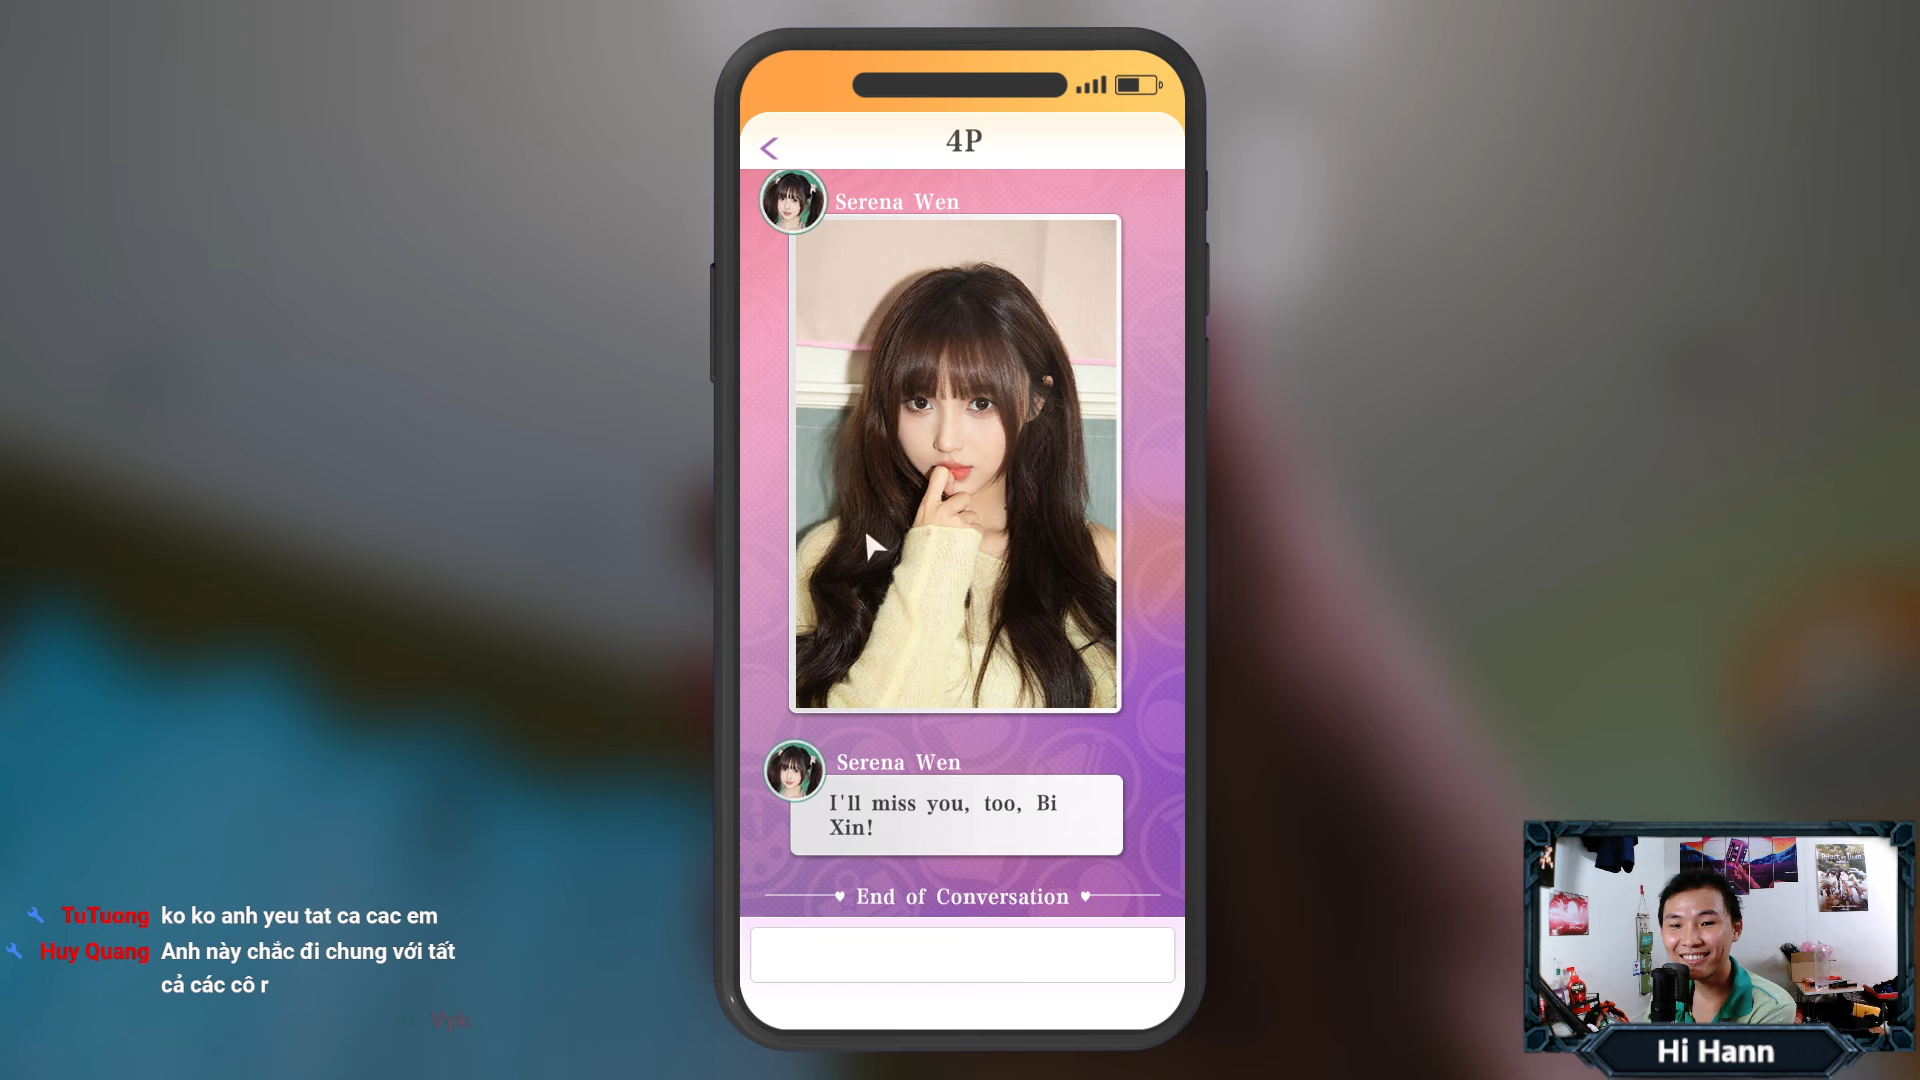 4P
Serena Wen
Serena Wen
I'll miss you, too, Bi
Xin!
End of Conversation
TuTuong ko ko anh yeu tat ca cac em
Huy Quang Anh này chắc đi chung với tất
cả các cô r
Hi Hann